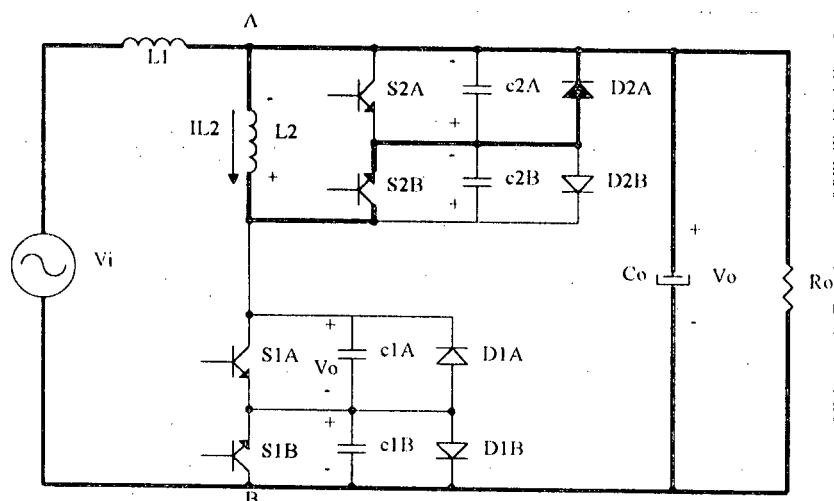 A
L1
S2A
c2A
D2A
-
+
IL2
L2
-
+
S2B
c2B
D2B
-
+
Vi
Co
Vo
+
-
Ro
S1A
Vo
c1A
D1A
+
-
S1B
c1B
D1B
+
-
B